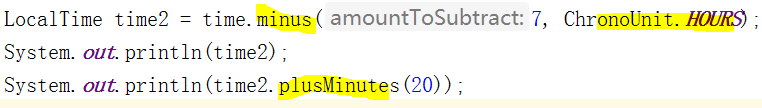 LocalTime time2 = time.minus( amountToSubtract: 7, ChronoUnit.HOURS);
System.out.println(time2);
System.out.println(time2.plusMinutes(20));